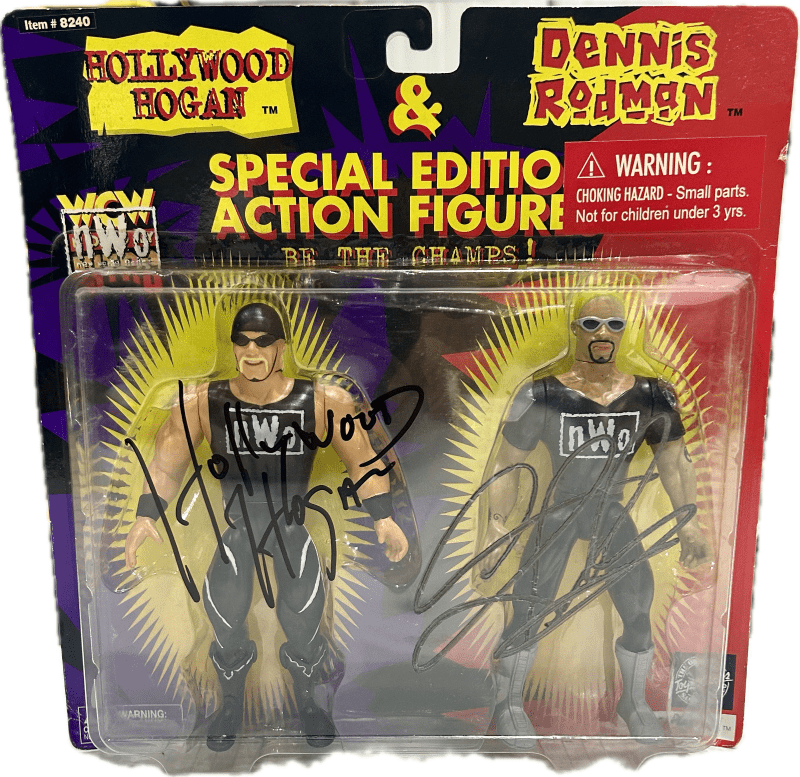 Item # 8240
HOLLYWOOD
HOGAN ™
&
DENNIS
RODMAN ™
SPECIAL EDITIO
ACTION FIGURE
BE THE CHAMPS!
⚠ WARNING :
CHOKING HAZARD - Small parts.
Not for children under 3 yrs.
WCW
nWo
nWo
nWo
HOLLYWOOD
HOGAN
WARNING: